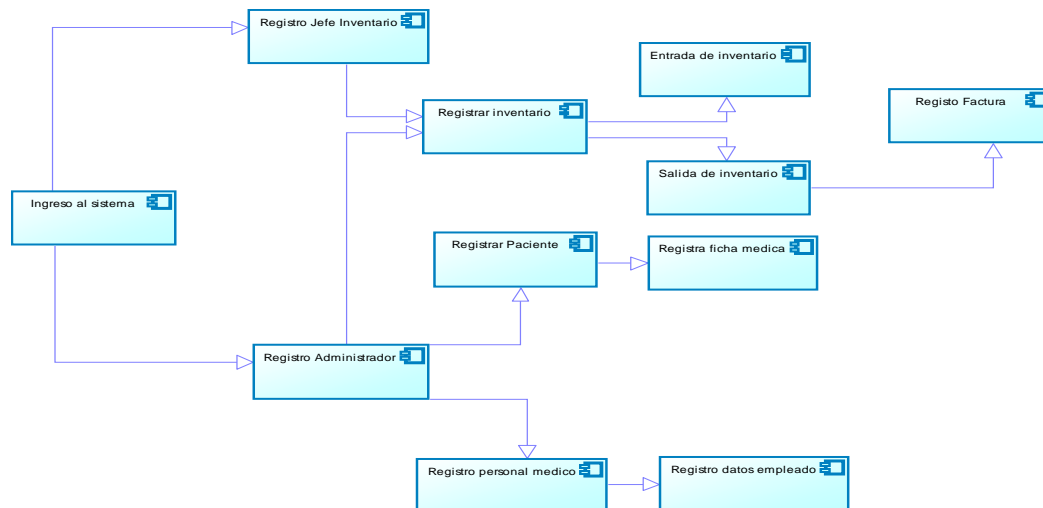 Registro Jefe Inventario
Entrada de inventario
Registrar inventario
Registo Factura
Salida de inventario
Ingreso al sistema
Registrar Paciente
Registra ficha medica
Registro Administrador
Registro personal medico
Registro datos empleado